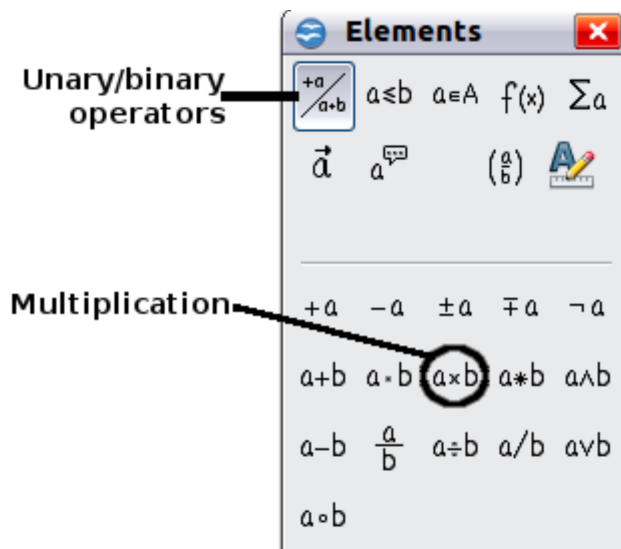 Elements
Unary/binary
operators
+a/a+b a≤b a∈A f(x) Σa
a⃗ a (a/b) A
Multiplication
+a −a ±a ∓a ¬a
a+b a·b a×b a∗b a∧b
a−b a/b a÷b a/b a∨b
a∘b